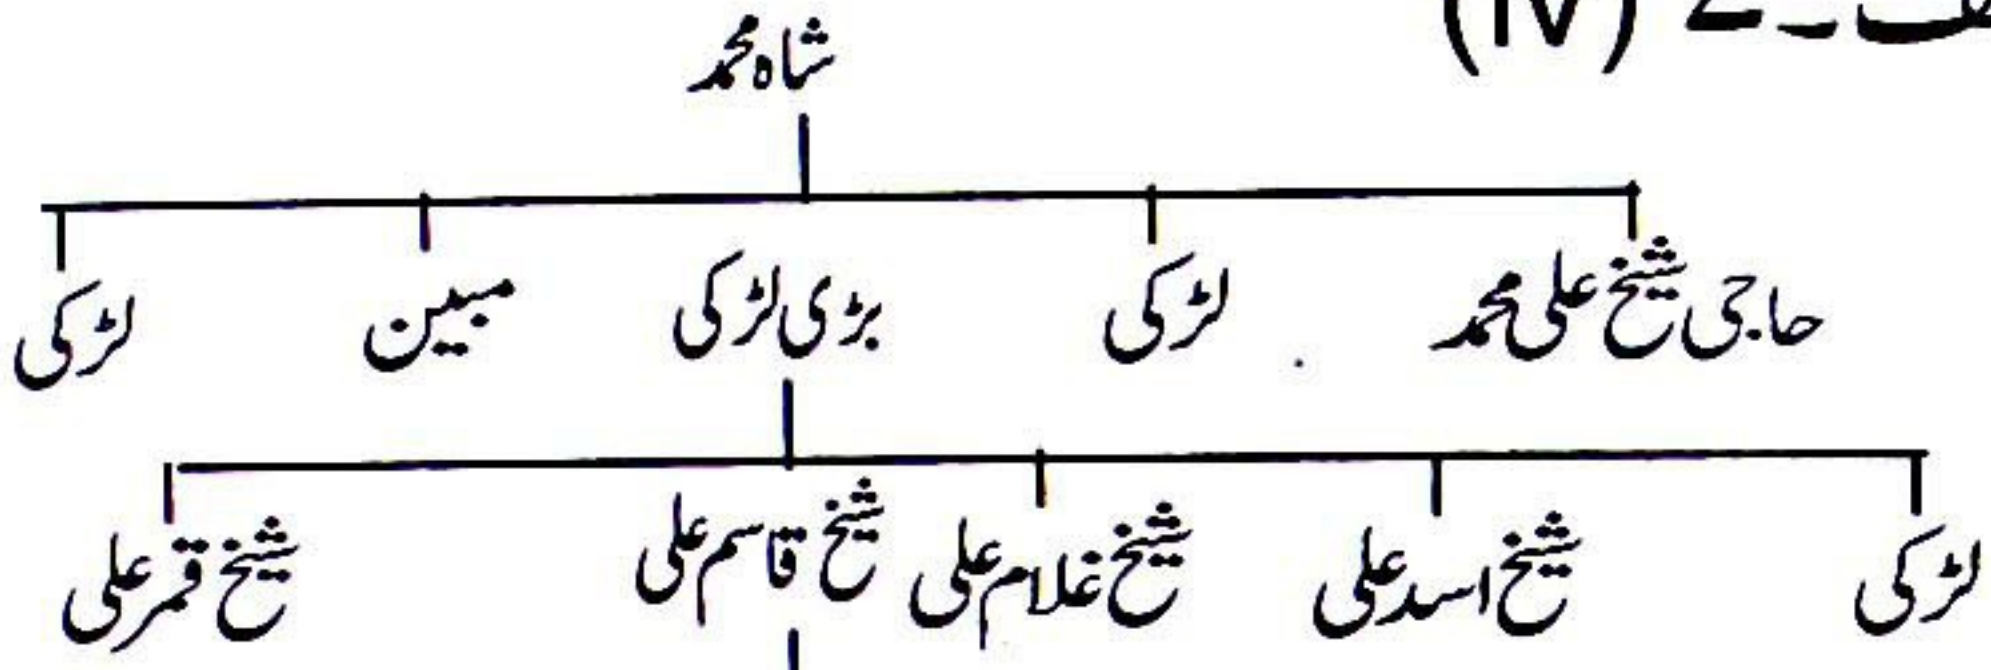 (iv)
شاہ محمد
حاجی شیخ علی محمد لڑکی بڑی لڑکی مبین لڑکی
لڑکی شیخ اسد علی شیخ غلام علی شیخ قاسم علی شیخ قمر علی